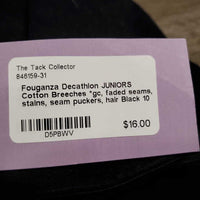 The Tack Collector
846159-31
Fouganza Decathlon JUNIORS
Cotton Breeches *gc, faded seams,
stains, seam puckers, hair Black 10
$16.00
D5PBWV